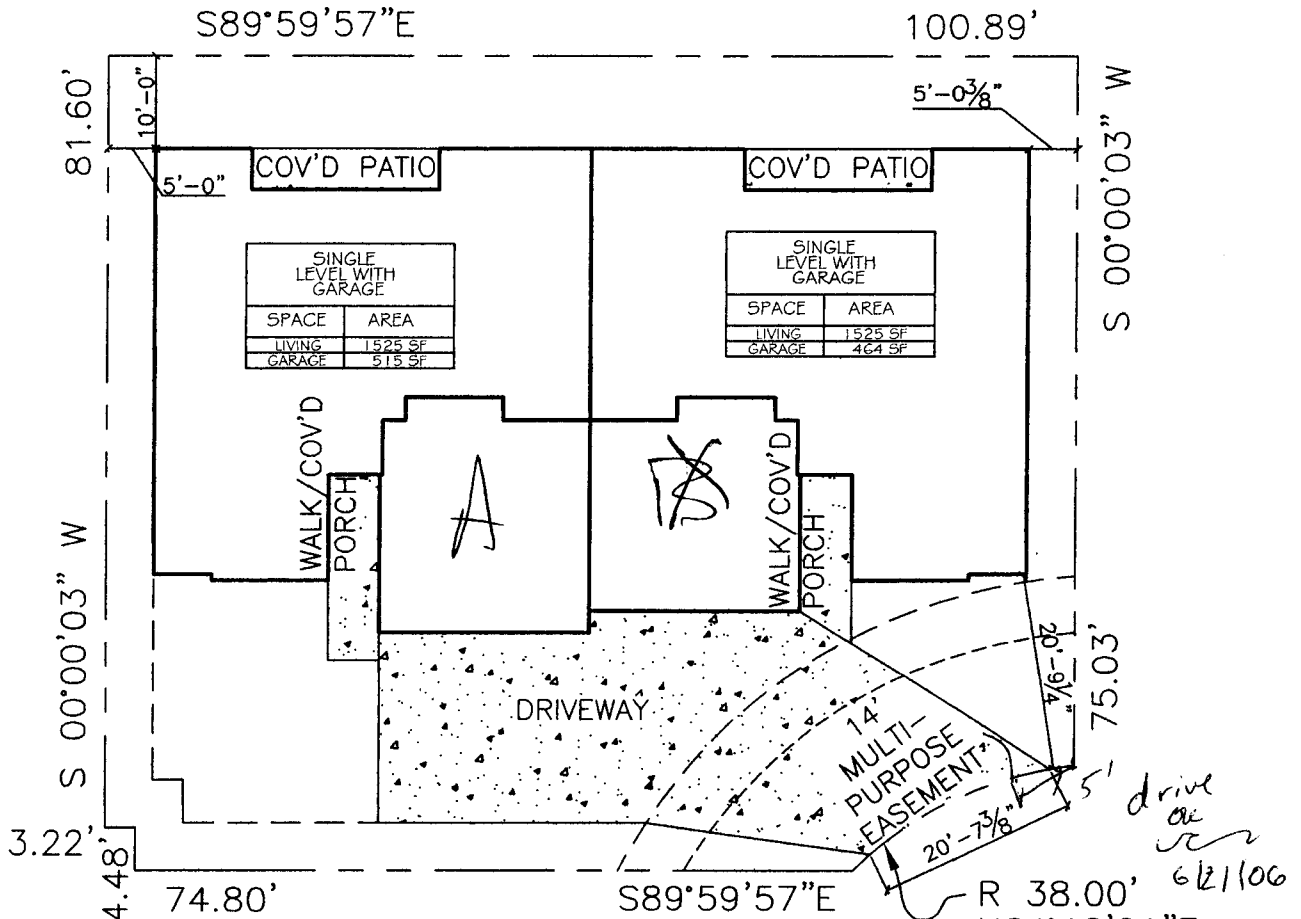 S89°59'57"E
100.89'
81.60'
10'-0"
5'-0"
5'-0 3/8"
S 00°00'03" W
COV'D PATIO
COV'D PATIO
SINGLE
LEVEL WITH
GARAGE
SPACE AREA
LIVING 1525 SF
GARAGE 515 SF
SINGLE
LEVEL WITH
GARAGE
SPACE AREA
LIVING 1525 SF
GARAGE 464 SF
WALK/COV'D
PORCH
A
B
WALK/COV'D
PORCH
S 00°00'03" W
20'-9 1/4"
75.03'
DRIVEWAY
14'
MULTI-
PURPOSE
EASEMENT
20'-7 3/8"
5'
drive
ok
6/21/06
3.22'
4.48'
74.80'
S89°59'57"E
R 38.00'